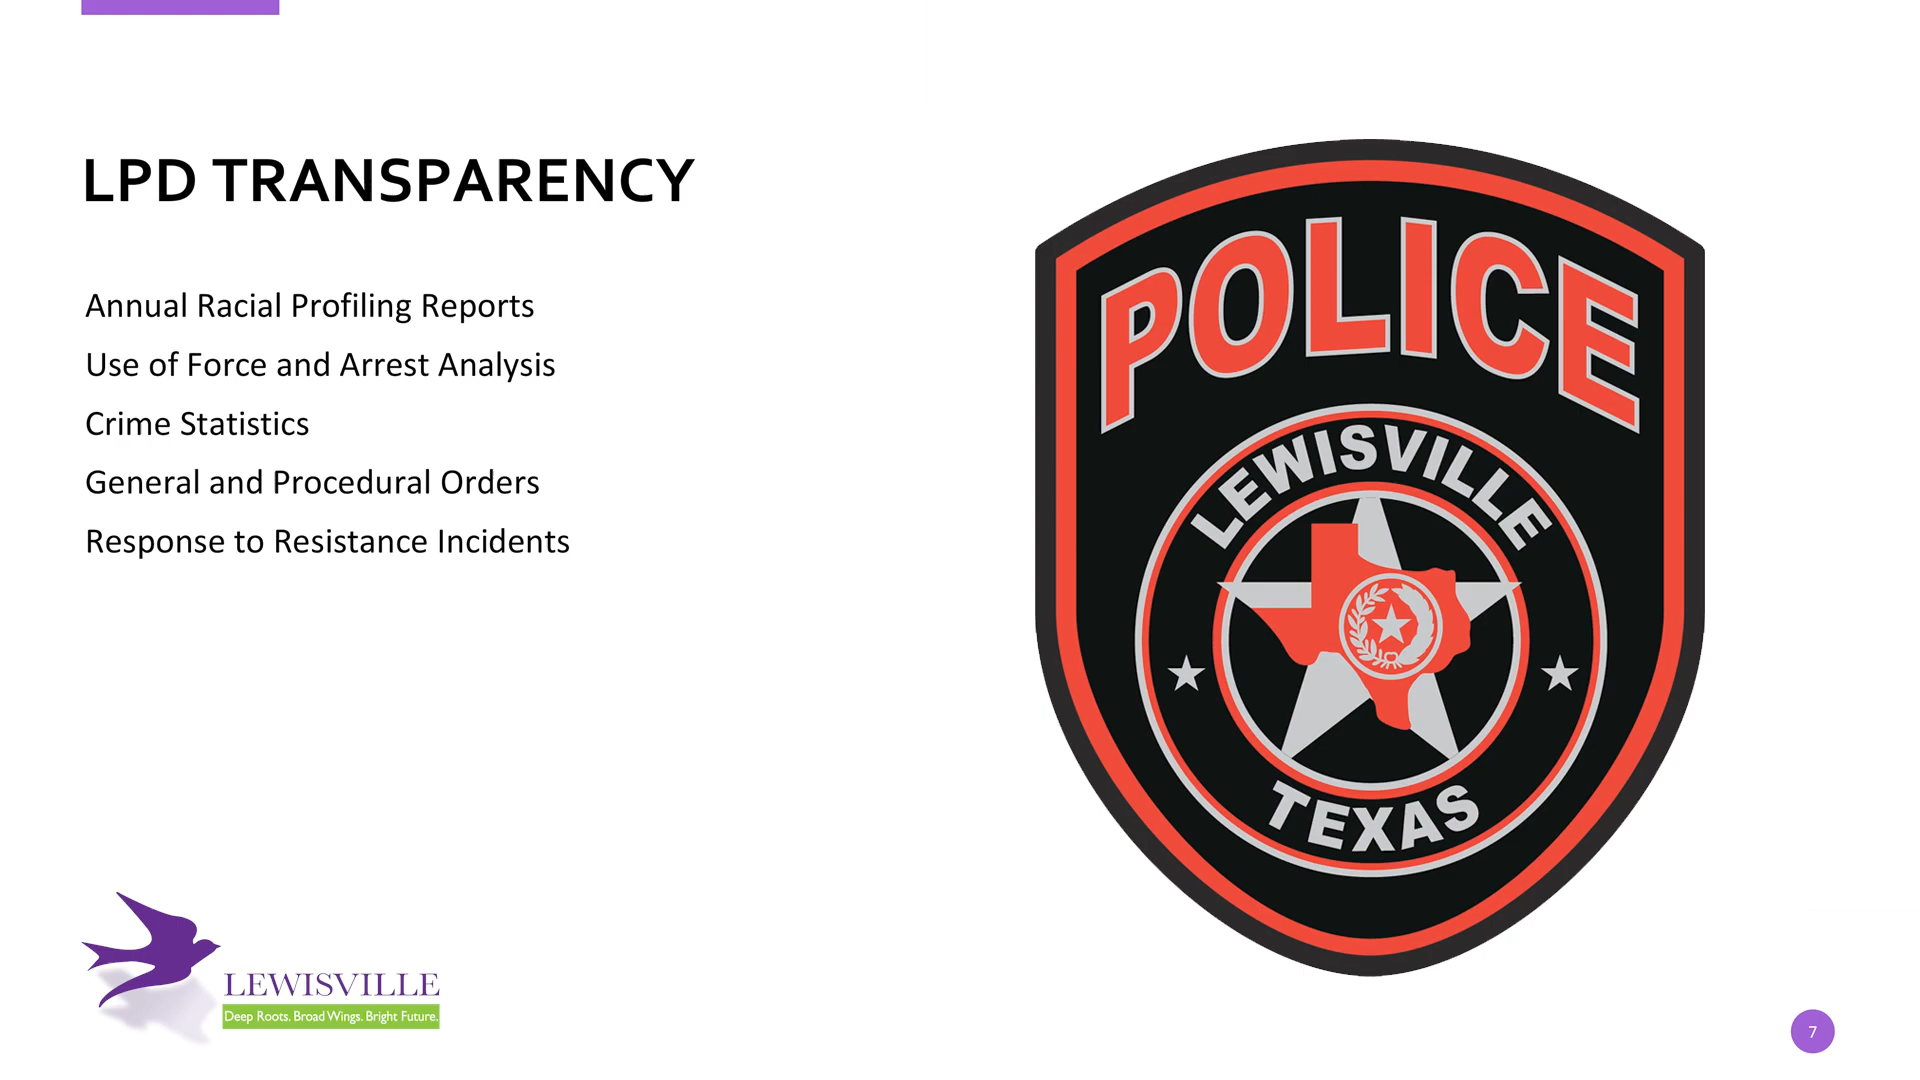 LPD TRANSPARENCY
Annual Racial Profiling Reports
Use of Force and Arrest Analysis
Crime Statistics
General and Procedural Orders
Response to Resistance Incidents
POLICE
LEWISVILLE
TEXAS
LEWISVILLE
Deep Roots. Broad Wings. Bright Future.
7